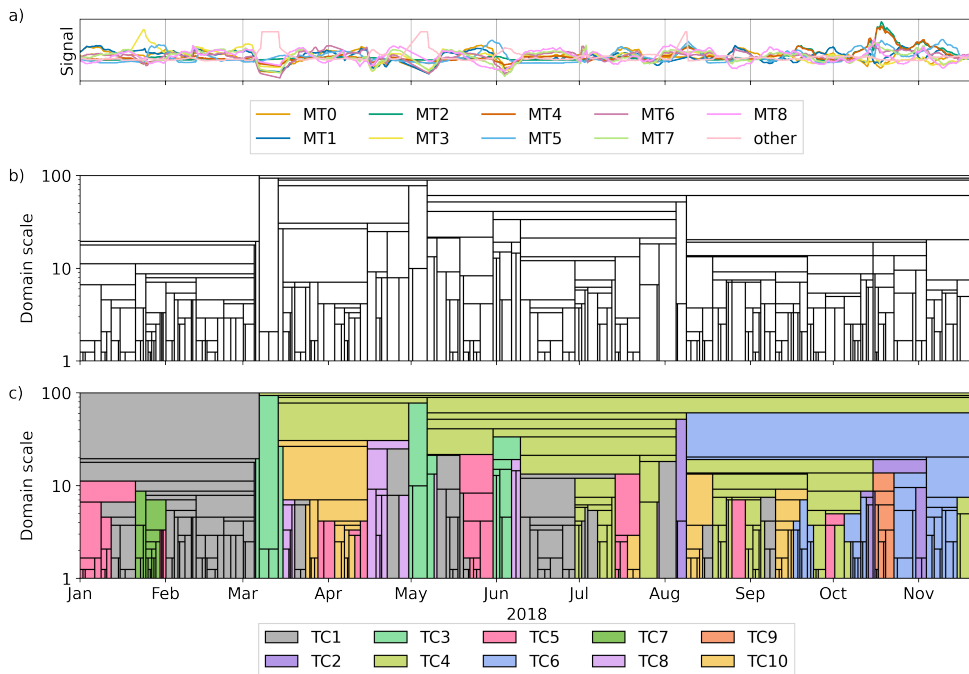 a)
Signal
MT0 MT2 MT4 MT6 MT8
MT1 MT3 MT5 MT7 other
b)
100
10
1
Domain scale
c)
100
10
1
Domain scale
Jan Feb Mar Apr May Jun Jul Aug Sep Oct Nov
2018
TC1 TC3 TC5 TC7 TC9
TC2 TC4 TC6 TC8 TC10